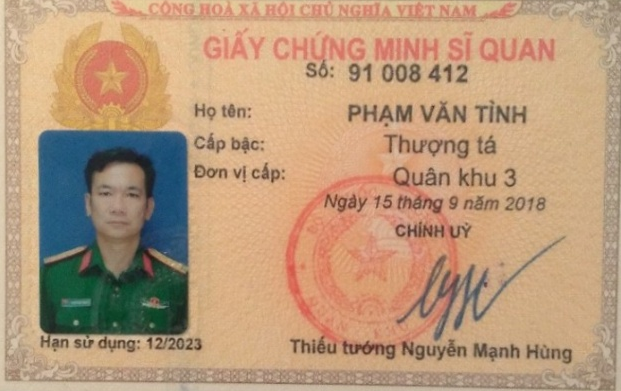 CỘNG HOÀ XÃ HỘI CHỦ NGHĨA VIỆT NAM
GIẤY CHỨNG MINH SĨ QUAN
Số: 91 008 412
Họ tên: PHẠM VĂN TÌNH
Cấp bậc: Thượng tá
Đơn vị cấp: Quân khu 3
Ngày 15 tháng 9 năm 2018
CHÍNH UỶ
Hạn sử dụng: 12/2023
Thiếu tướng Nguyễn Mạnh Hùng